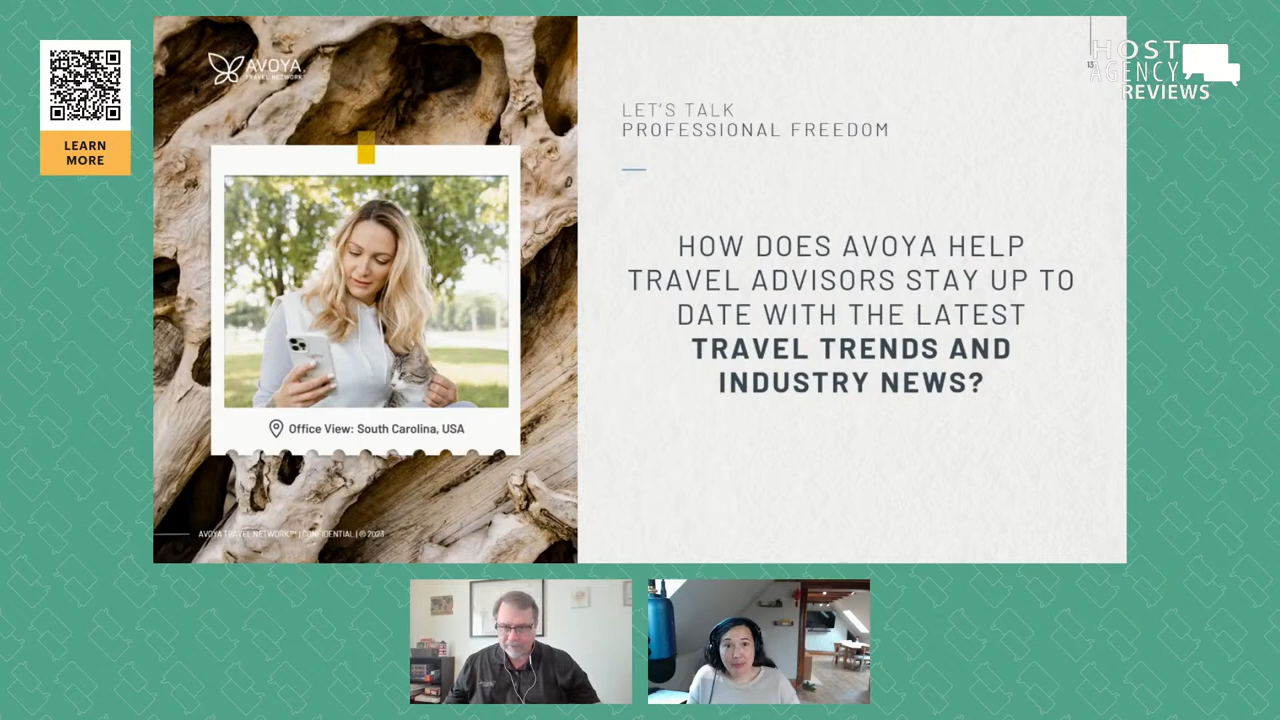 LEARN
MORE
AVOYA
TRAVEL NETWORK
Office View: South Carolina, USA
AVOYA TRAVEL NETWORK™ | CONFIDENTIAL | © 2023
LET'S TALK
PROFESSIONAL FREEDOM
HOW DOES AVOYA HELP
TRAVEL ADVISORS STAY UP TO
DATE WITH THE LATEST
TRAVEL TRENDS AND
INDUSTRY NEWS?
13
HOST
AGENCY
REVIEWS